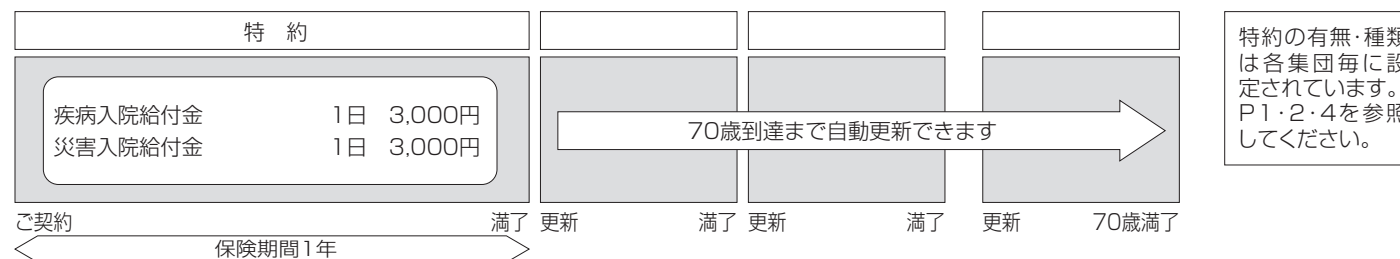 特 約
疾病入院給付金 1日 3,000円
災害入院給付金 1日 3,000円
70歳到達まで自動更新できます
ご契約 満了 更新 満了 更新 満了 更新 70歳満了
保険期間1年
特約の有無・種類
は各集団毎に設
定されています。
P1・2・4を参照
してください。